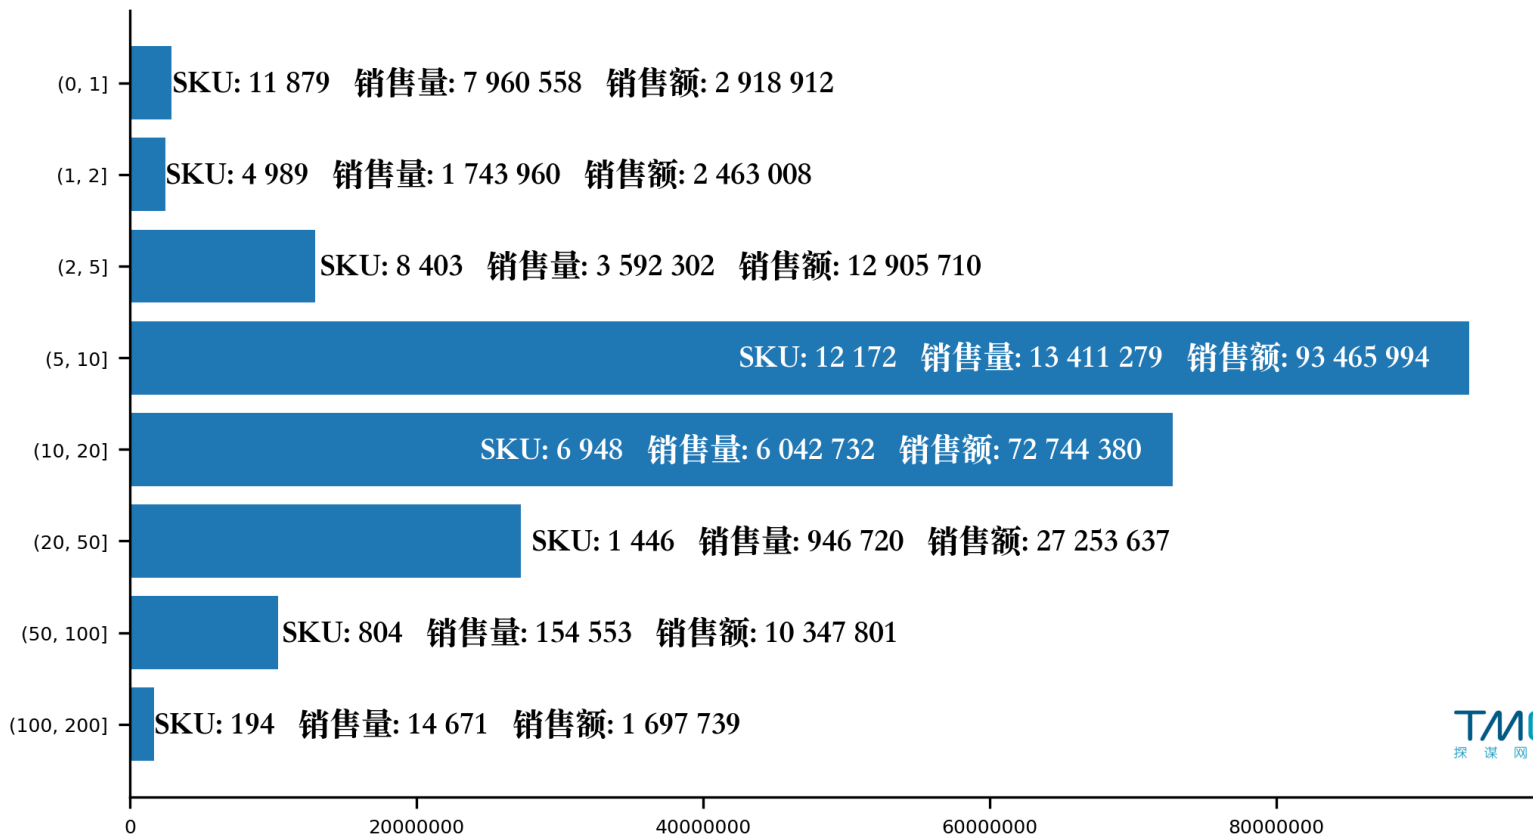 (0, 1] SKU: 11 879 销售量: 7 960 558 销售额: 2 918 912
(1, 2] SKU: 4 989 销售量: 1 743 960 销售额: 2 463 008
(2, 5] SKU: 8 403 销售量: 3 592 302 销售额: 12 905 710
(5, 10] SKU: 12 172 销售量: 13 411 279 销售额: 93 465 994
(10, 20] SKU: 6 948 销售量: 6 042 732 销售额: 72 744 380
(20, 50] SKU: 1 446 销售量: 946 720 销售额: 27 253 637
(50, 100] SKU: 804 销售量: 154 553 销售额: 10 347 801
(100, 200] SKU: 194 销售量: 14 671 销售额: 1 697 739
TM
探谋网
0 20000000 40000000 60000000 80000000